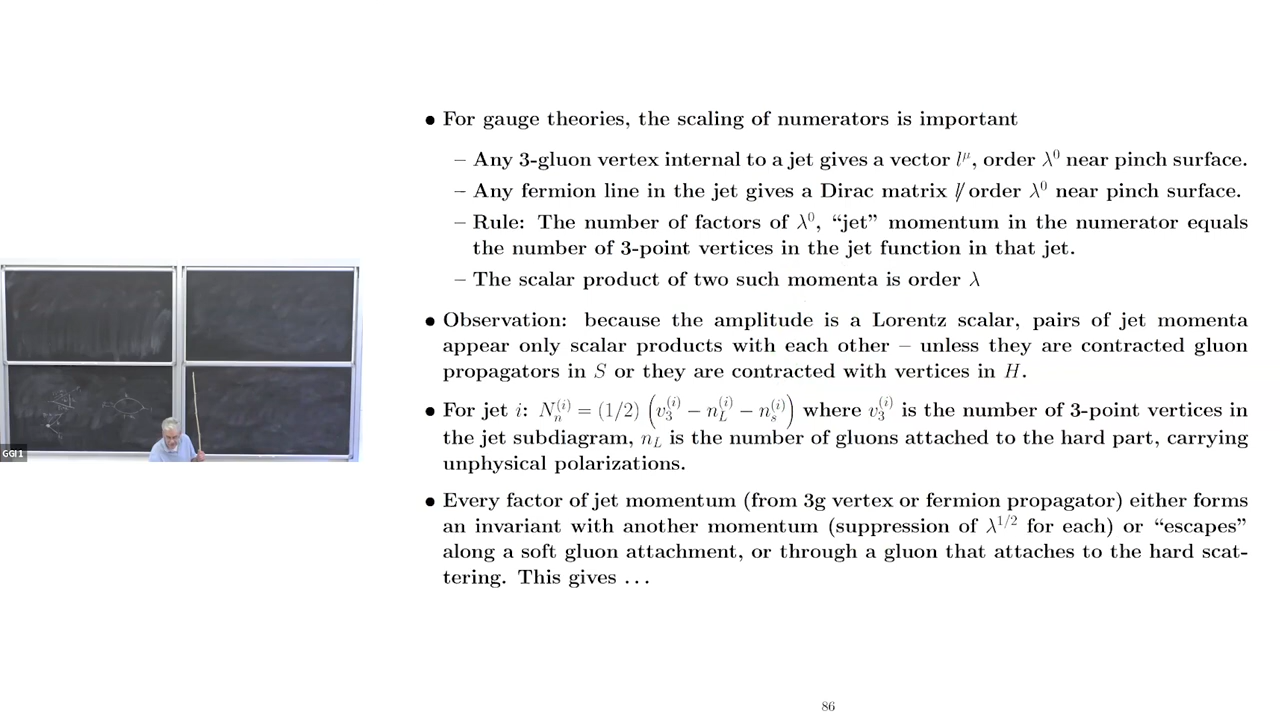 • For gauge theories, the scaling of numerators is important
– Any 3-gluon vertex internal to a jet gives a vector l^μ, order λ^0 near pinch surface.
– Any fermion line in the jet gives a Dirac matrix l̸ order λ^0 near pinch surface.
– Rule: The number of factors of λ^0, “jet” momentum in the numerator equals
the number of 3-point vertices in the jet function in that jet.
– The scalar product of two such momenta is order λ
• Observation: because the amplitude is a Lorentz scalar, pairs of jet momenta
appear only scalar products with each other – unless they are contracted gluon
propagators in S or they are contracted with vertices in H.
• For jet i: N_n^{(i)} = (1/2) (v_3^{(i)} − n_L^{(i)} − n_s^{(i)}) where v_3^{(i)} is the number of 3-point vertices in
the jet subdiagram, n_L is the number of gluons attached to the hard part, carrying
unphysical polarizations.
• Every factor of jet momentum (from 3g vertex or fermion propagator) either forms
an invariant with another momentum (suppression of λ^{1/2} for each) or “escapes”
along a soft gluon attachment, or through a gluon that attaches to the hard scat-
tering. This gives . . .
GGI1
86